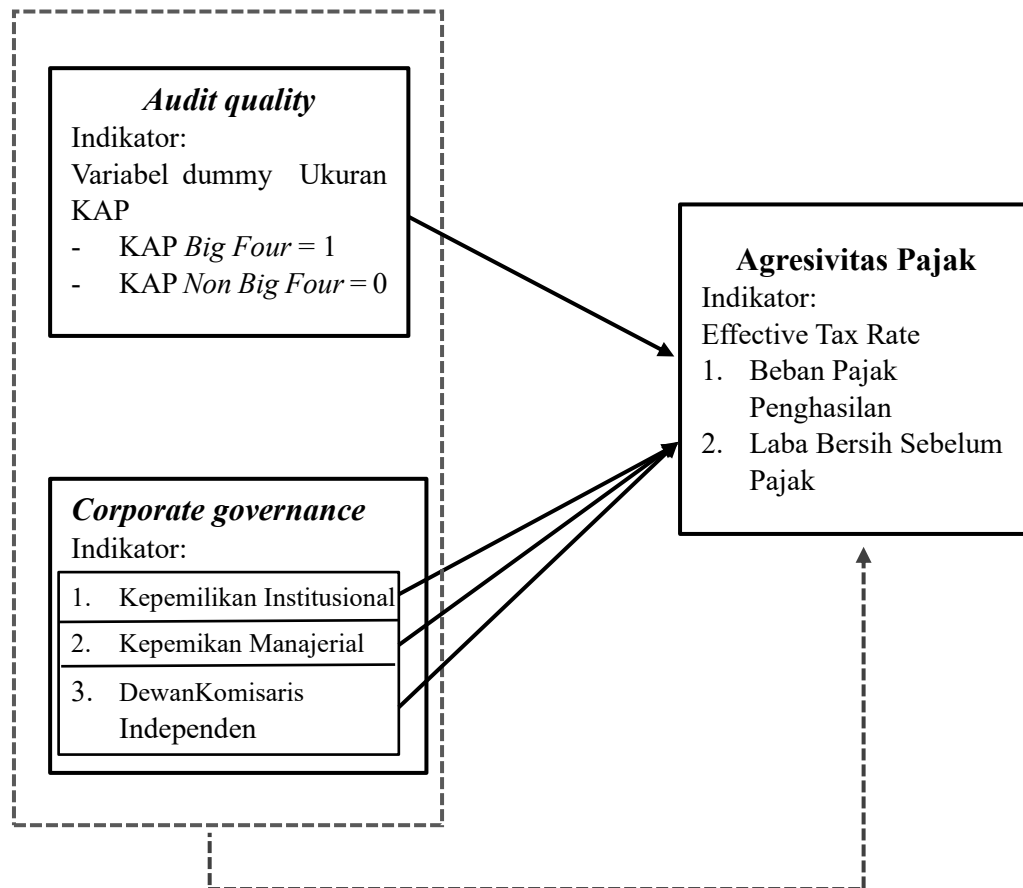 Audit quality
Indikator:
Variabel dummy Ukuran
KAP
- KAP Big Four = 1
- KAP Non Big Four = 0
Agresivitas Pajak
Indikator:
Effective Tax Rate
1. Beban Pajak
Penghasilan
2. Laba Bersih Sebelum
Pajak
Corporate governance
Indikator:
1. Kepemilikan Institusional
2. Kepemikan Manajerial
3. DewanKomisaris
Independen